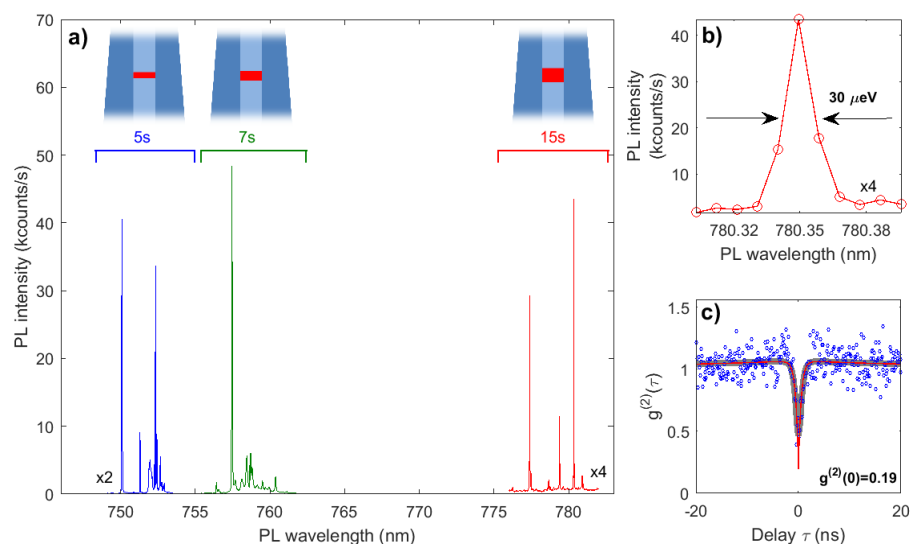 a)
70
60
50
40
30
20
10
0
PL intensity (kcounts/s)
5s
7s
15s
x2
x4
750
755
760
765
770
775
780
PL wavelength (nm)
b)
40
30
20
10
PL intensity
(kcounts/s)
30 μeV
x4
780.32
780.35
780.38
PL wavelength (nm)
c)
1.5
1
0.5
0
g(2)(τ)
g(2)(0)=0.19
-20
0
20
Delay τ (ns)